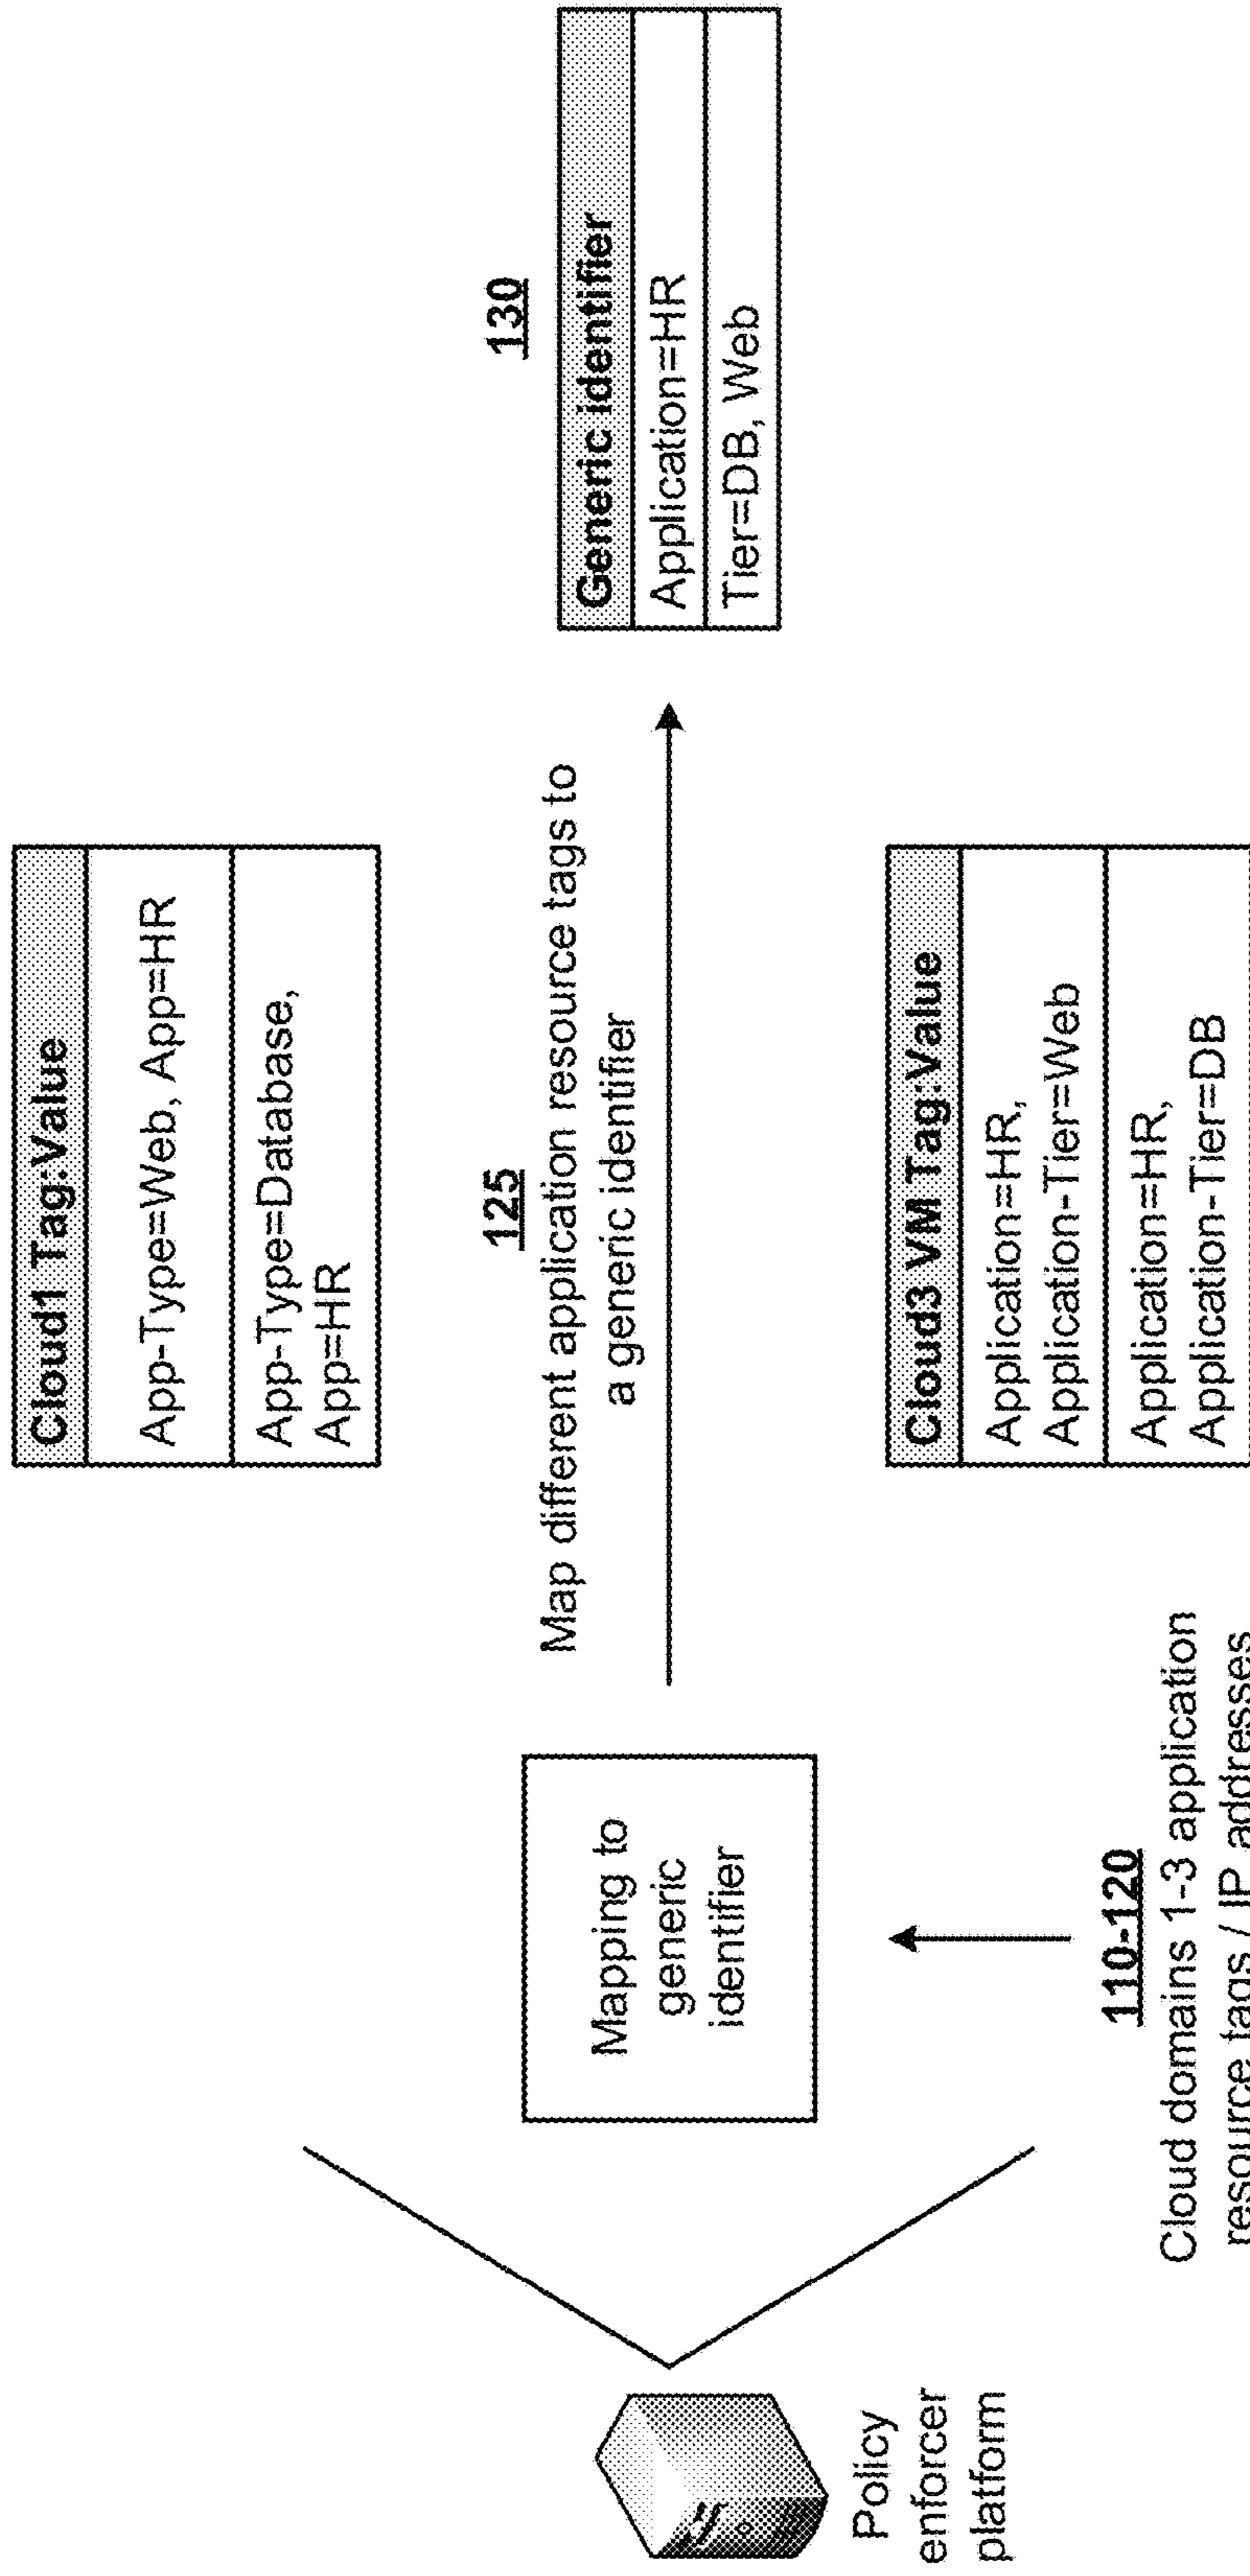 Cloud1 Tag:Value
App-Type=Web, App=HR
App-Type=Database,
App=HR
125
Map different application resource tags to
a generic identifier
130
Generic identifier
Application=HR
Tier=DB, Web
Policy
enforcer
platform
Mapping to
generic
identifier
110-120
Cloud domains 1-3 application
resource tags / IP addresses
Cloud3 VM Tag:Value
Application=HR,
Application-Tier=Web
Application=HR,
Application-Tier=DB